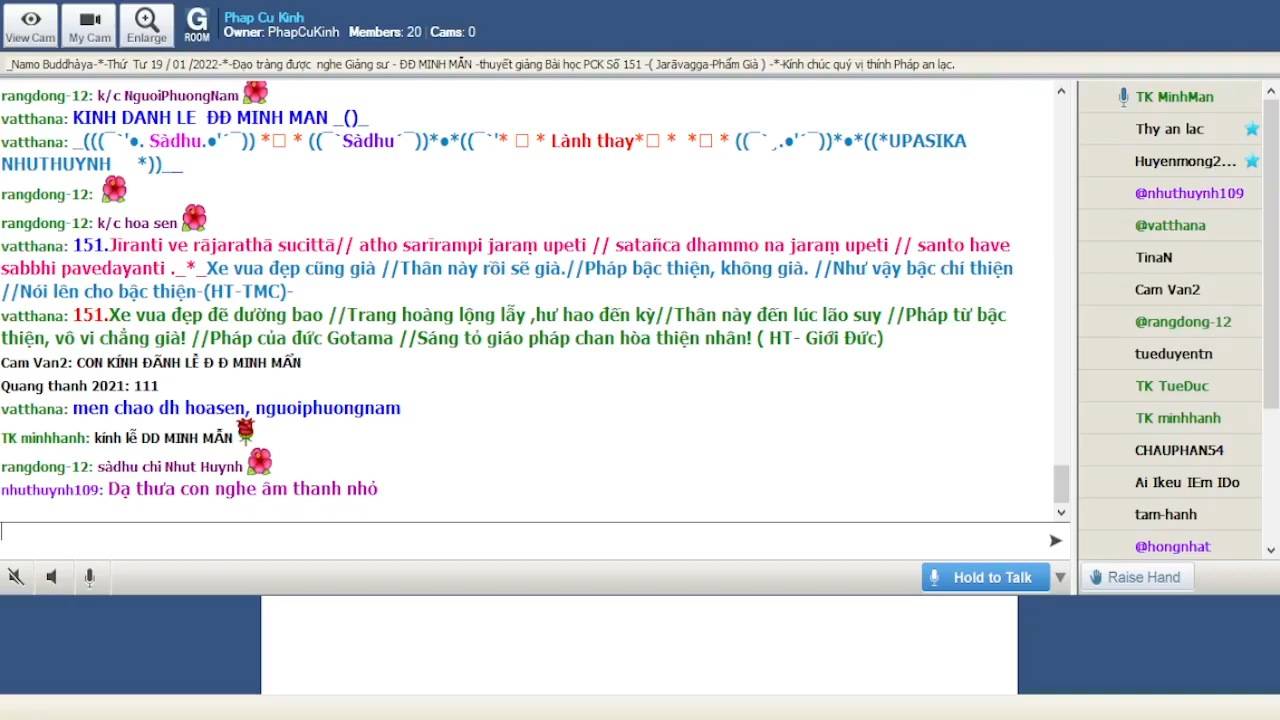 View Cam
My Cam
Enlarge
G
ROOM
Phap Cu Kinh
Owner: PhapCuKinh Members: 20 Cams: 0
_Namo Buddhàya-*-Thứ Tư 19 / 01 /2022-*-Đạo tràng được nghe Giảng sư - ĐĐ MINH MẪN -thuyết giảng Bài học PCK Số 151 -( Jarāvagga-Phẩm Già ) -*-Kính chúc quý vị thính Pháp an lạc.
rangdong-12: k/c NguoiPhuongNam
vatthana: KINH DANH LE ĐĐ MINH MAN _()_
vatthana: _(((¯`'•. Sàdhu.•'´¯)) *□ * ((¯`Sàdhu´¯))*•*((¯`'* □ * Lành thay*□ * *□ * ((¯`¸.•'´¯))*•*((*UPASIKA
NHUTHUYNH *))__
rangdong-12:
rangdong-12: k/c hoa sen
vatthana: 151.Jīranti ve rājarathā sucittā// atho sarīrampi jaraṃ upeti // satañca dhammo na jaraṃ upeti // santo have
sabbhi pavedayanti ._*_Xe vua đẹp cũng già //Thân này rồi sẽ già.//Pháp bậc thiện, không già. //Như vậy bậc chí thiện
//Nói lên cho bậc thiện-(HT-TMC)-
vatthana: 151.Xe vua đẹp đẽ dường bao //Trang hoàng lộng lẫy ,hư hao đến kỳ//Thân này đến lúc lão suy //Pháp từ bậc
thiện, vô vi chẳng già! //Pháp của đức Gotama //Sáng tỏ giáo pháp chan hòa thiện nhân! ( HT- Giới Đức)
Cam Van2: CON KÍNH ĐÃNH LỄ Đ Đ MINH MẪN
Quang thanh 2021: 111
vatthana: men chao dh hoasen, nguoiphuongnam
TK minhhanh: kính lễ DD MINH MẪN
rangdong-12: sàdhu chi Nhut Huynh
nhuthuynh109: Dạ thưa con nghe âm thanh nhỏ
Hold to Talk
TK MinhMan
Thy an lac
Huyenmong2...
@nhuthuynh109
@vatthana
TinaN
Cam Van2
@rangdong-12
tueduyentn
TK TueDuc
TK minhhanh
CHAUPHAN54
Ai Ikeu IEm IDo
tam-hanh
@hongnhat
Raise Hand